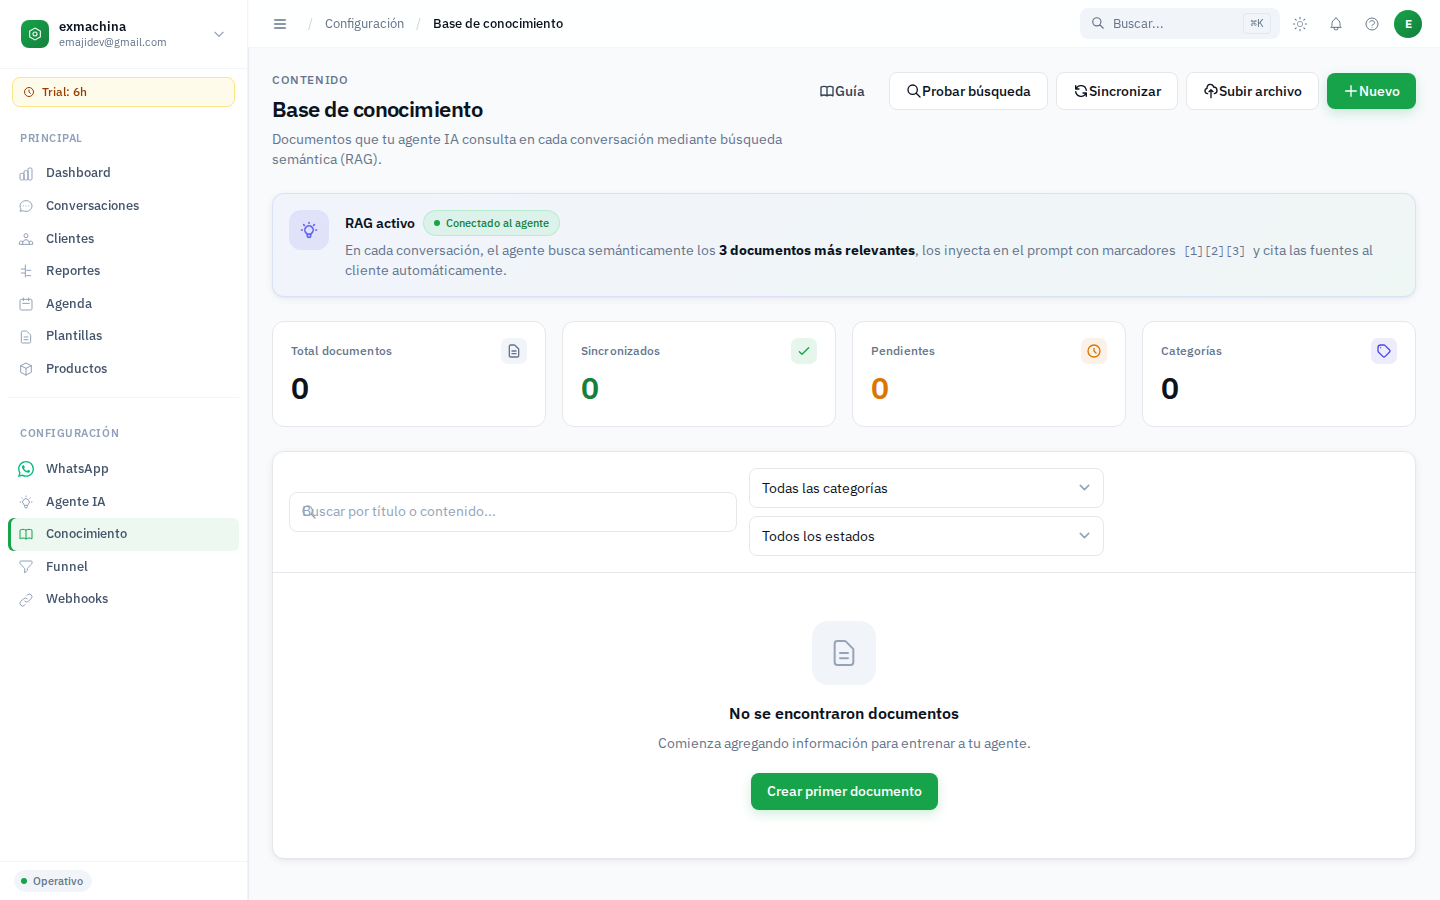 exmachina
emajidev@gmail.com
Trial: 6h
PRINCIPAL
Dashboard
Conversaciones
Clientes
Reportes
Agenda
Plantillas
Productos
CONFIGURACIÓN
WhatsApp
Agente IA
Conocimiento
Funnel
Webhooks
Operativo
/ Configuración / Base de conocimiento
Buscar... ⌘K
E
CONTENIDO
Base de conocimiento
Documentos que tu agente IA consulta en cada conversación mediante búsqueda
semántica (RAG).
Guía
Probar búsqueda
Sincronizar
Subir archivo
Nuevo
RAG activo
Conectado al agente
En cada conversación, el agente busca semánticamente los 3 documentos más relevantes, los inyecta en el prompt con marcadores [1][2][3] y cita las fuentes al
cliente automáticamente.
Total documentos
0
Sincronizados
0
Pendientes
0
Categorías
0
Buscar por título o contenido...
Todas las categorías
Todos los estados
No se encontraron documentos
Comienza agregando información para entrenar a tu agente.
Crear primer documento